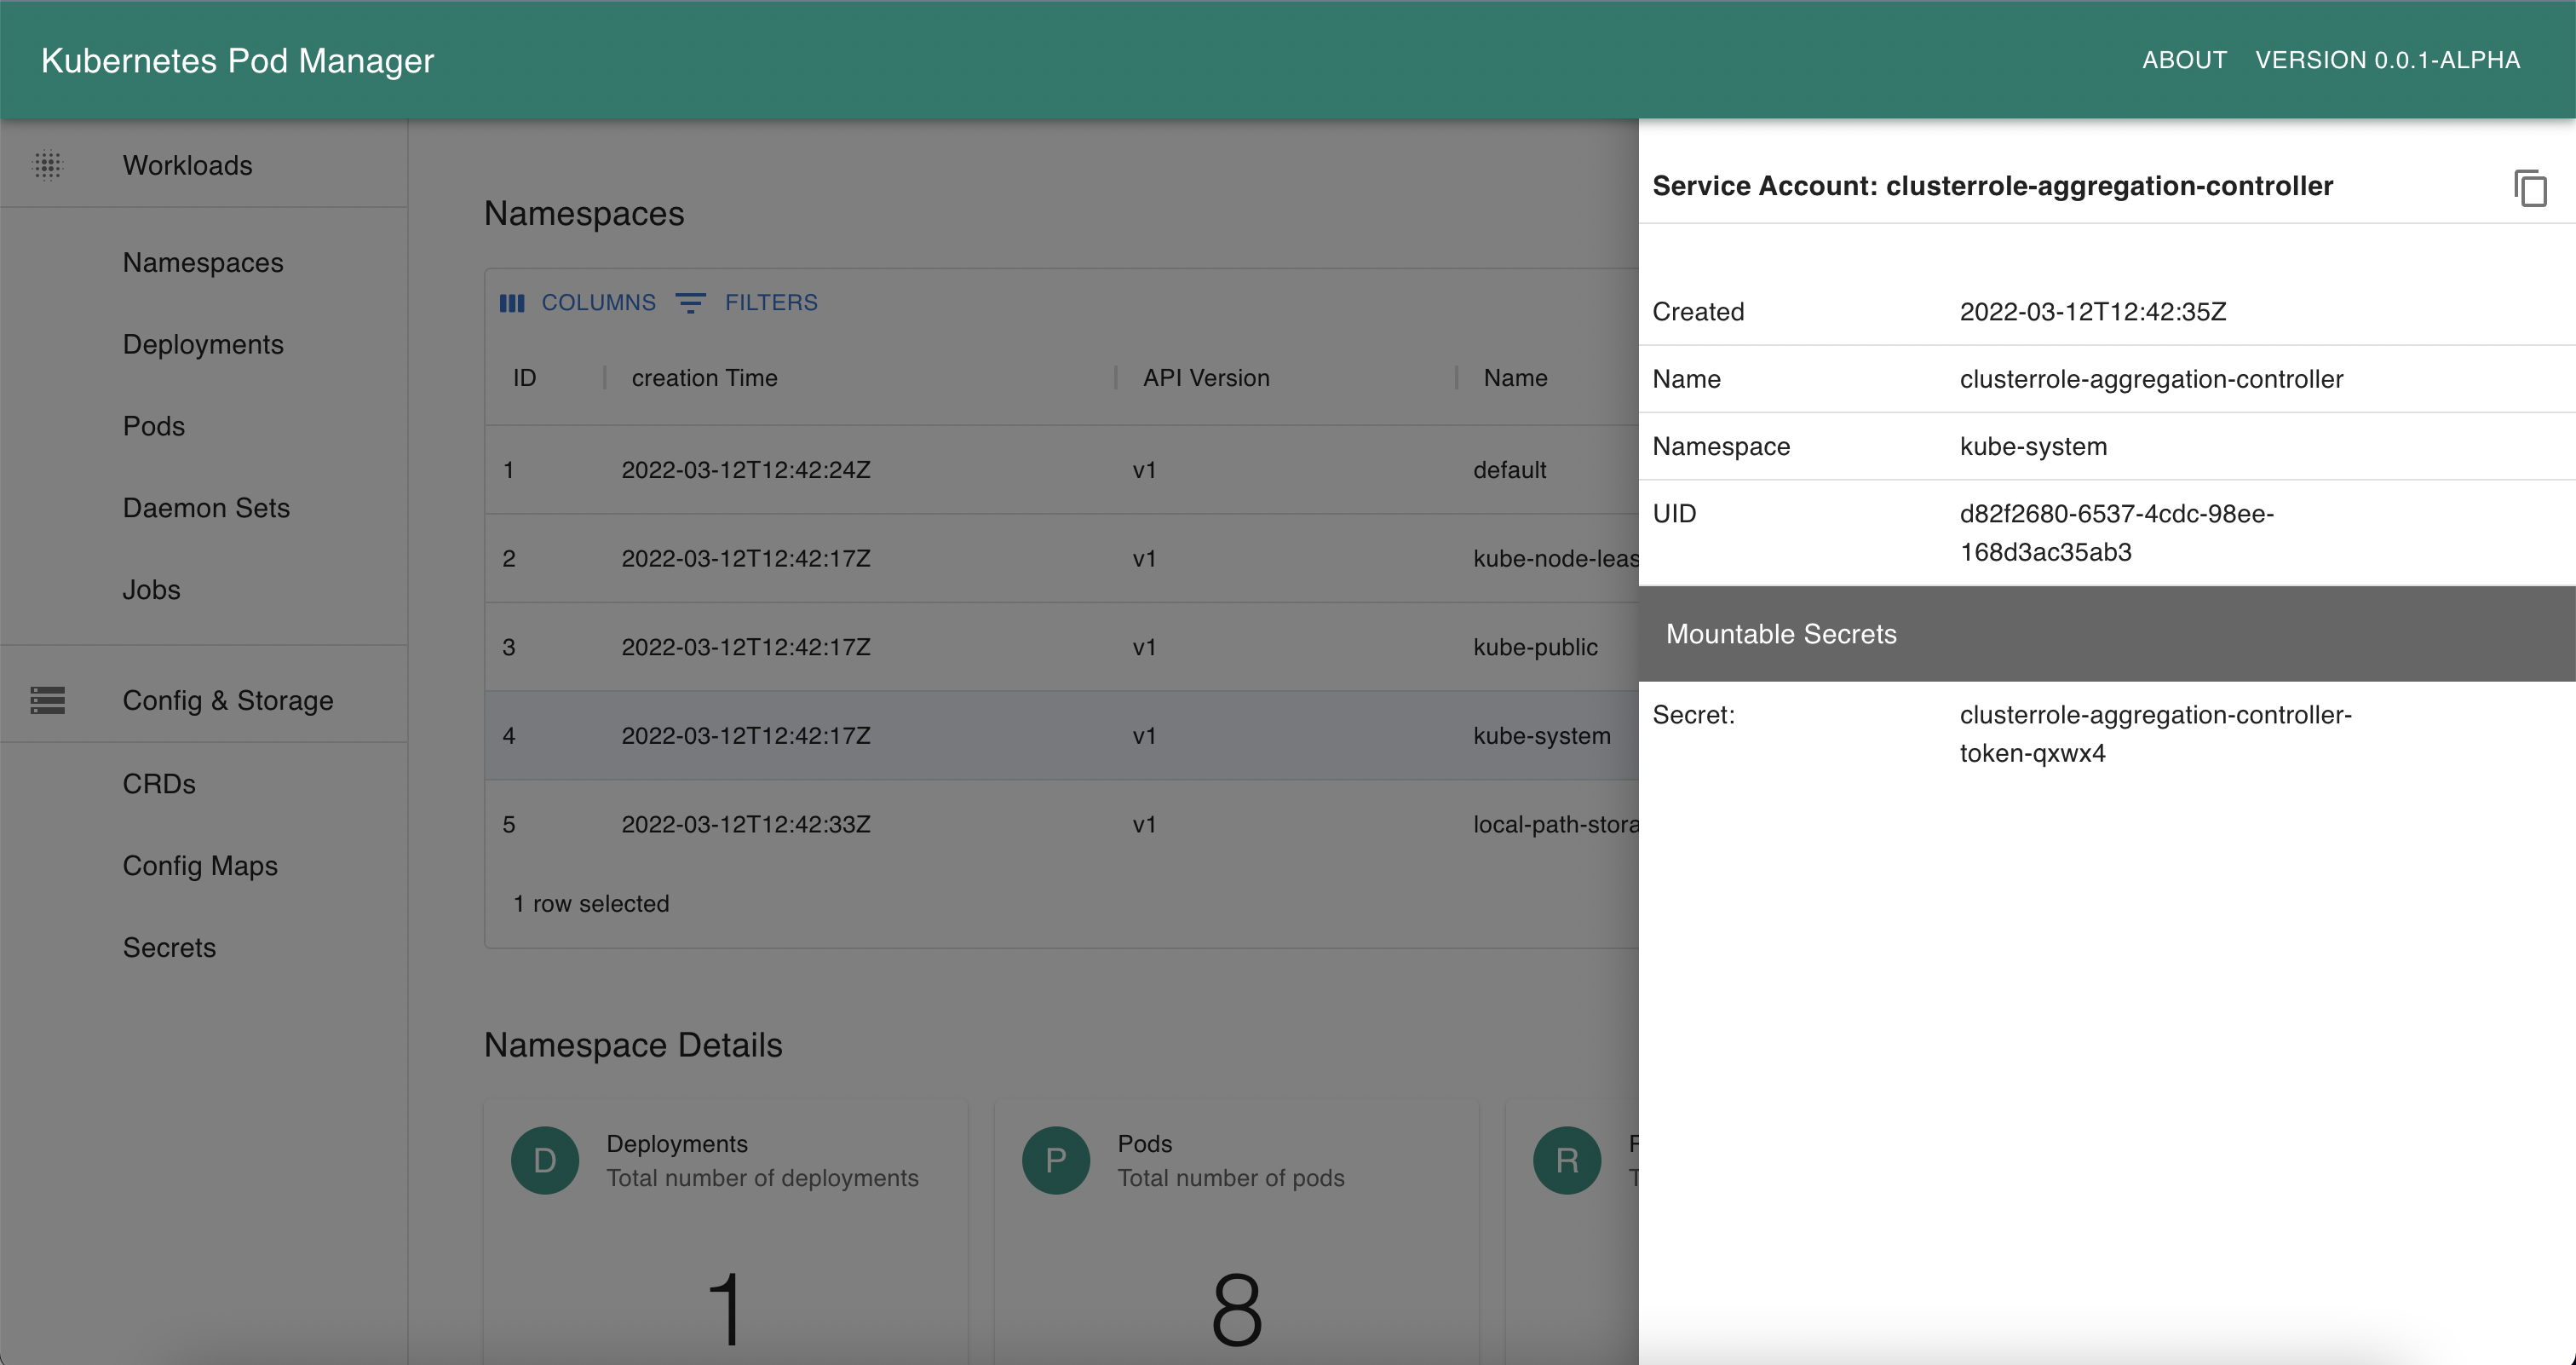 Kubernetes Pod Manager
ABOUT VERSION 0.0.1-ALPHA
Workloads
Namespaces
Deployments
Pods
Daemon Sets
Jobs
Config & Storage
CRDs
Config Maps
Secrets
Namespaces
COLUMNS FILTERS
ID creation Time API Version Name
1 2022-03-12T12:42:24Z v1 default
2 2022-03-12T12:42:17Z v1 kube-node-leas
3 2022-03-12T12:42:17Z v1 kube-public
4 2022-03-12T12:42:17Z v1 kube-system
5 2022-03-12T12:42:33Z v1 local-path-stora
1 row selected
Namespace Details
D Deployments
Total number of deployments
1
P Pods
Total number of pods
8
R
Service Account: clusterrole-aggregation-controller
Created 2022-03-12T12:42:35Z
Name clusterrole-aggregation-controller
Namespace kube-system
UID d82f2680-6537-4cdc-98ee-
168d3ac35ab3
Mountable Secrets
Secret: clusterrole-aggregation-controller-
token-qxwx4